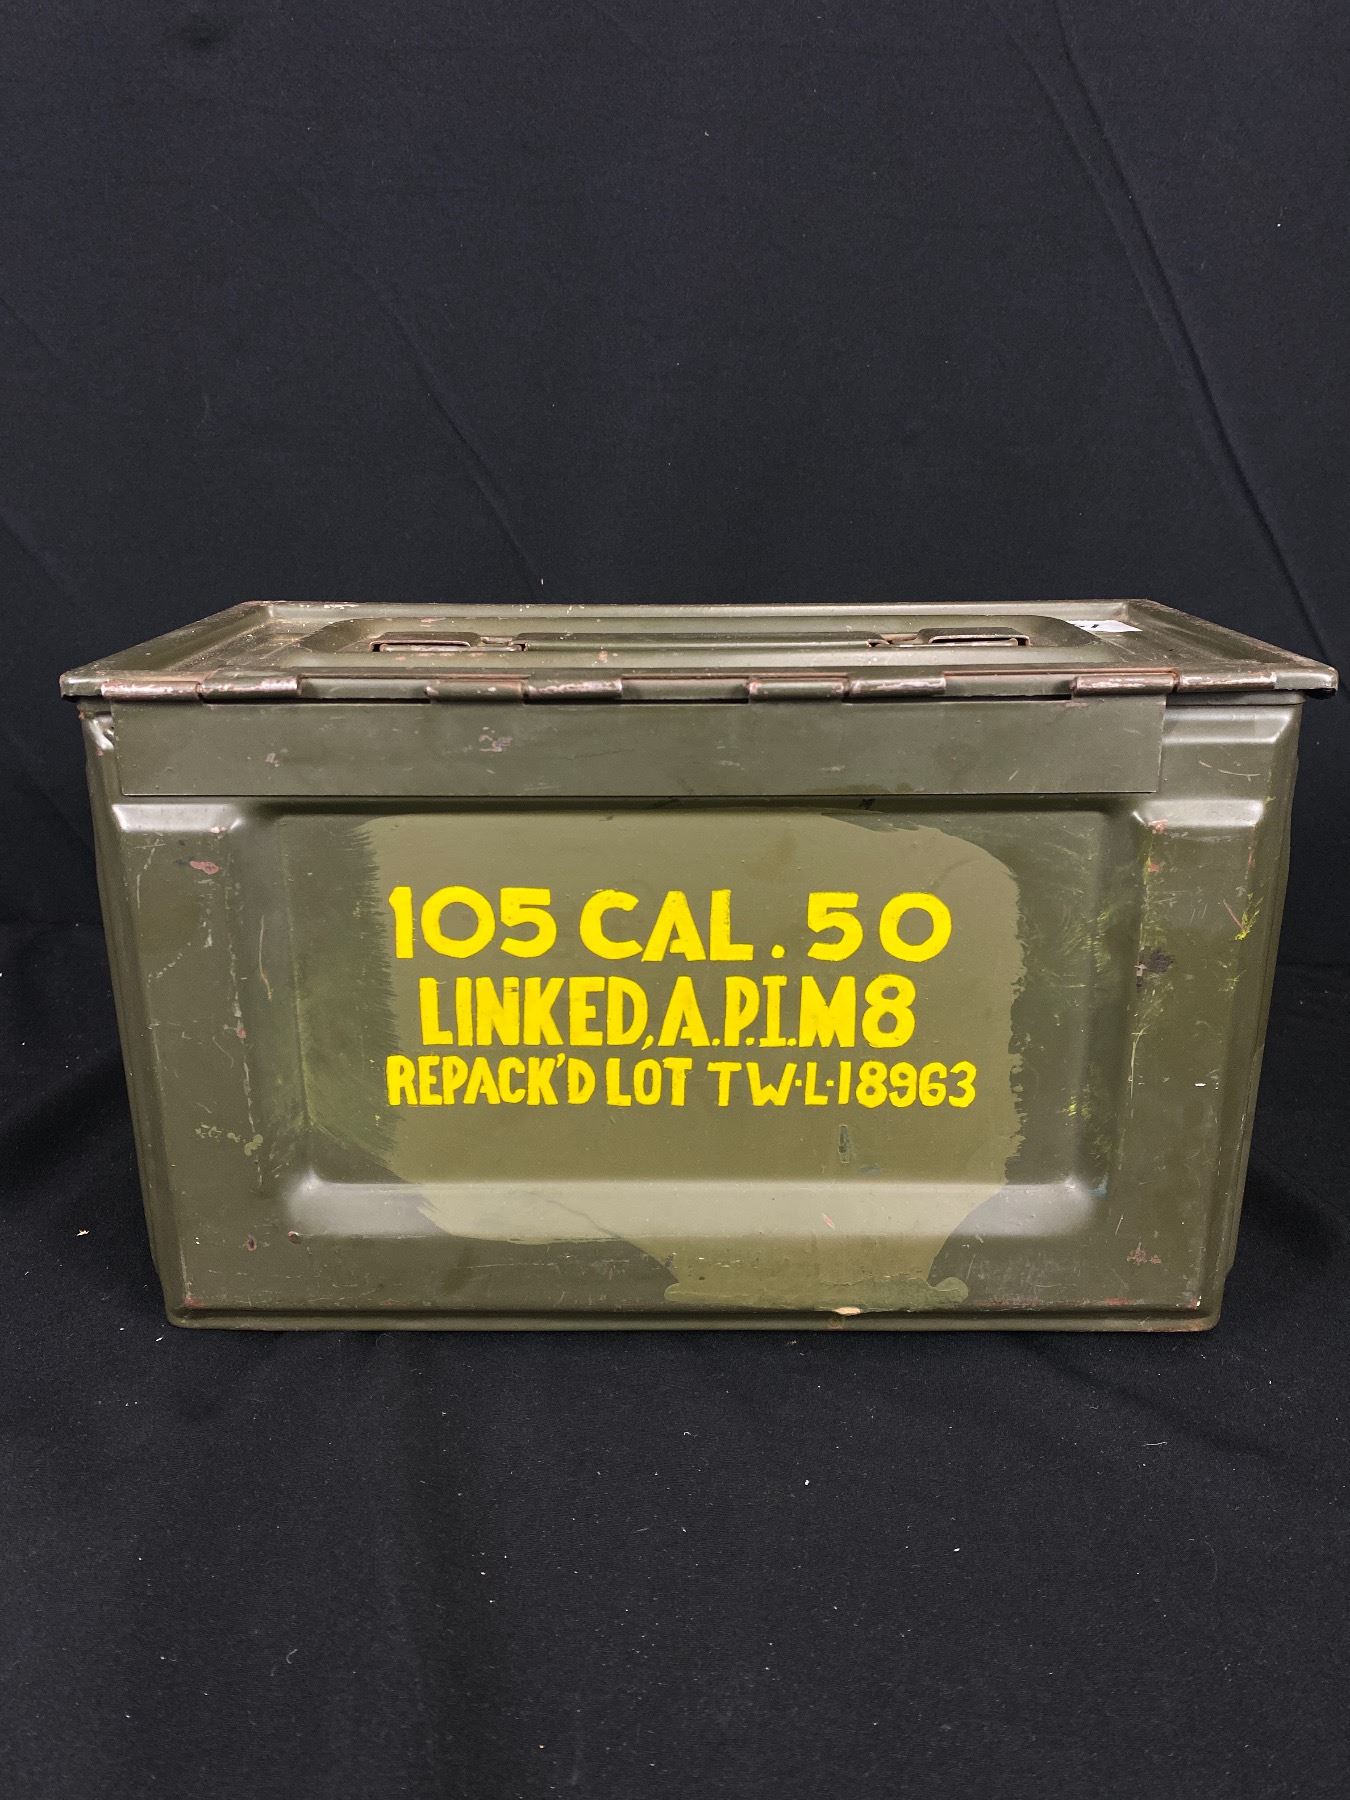 105 CAL. 50
LINKED, A.P.I. M8
REPACK'D LOT TW-L-18963